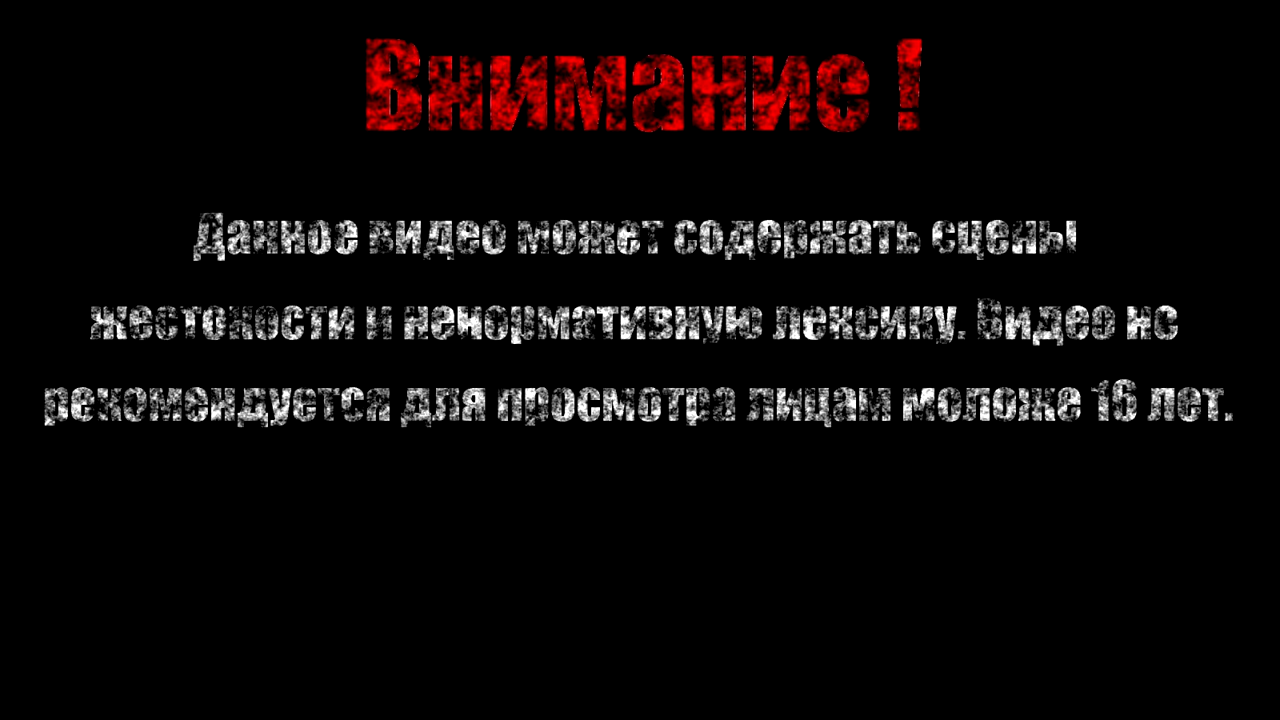 Внимание !
Данное видео может содержать сцены
жестокости и ненормативную лексику. Видео не
рекомендуется для просмотра лицам моложе 16 лет.